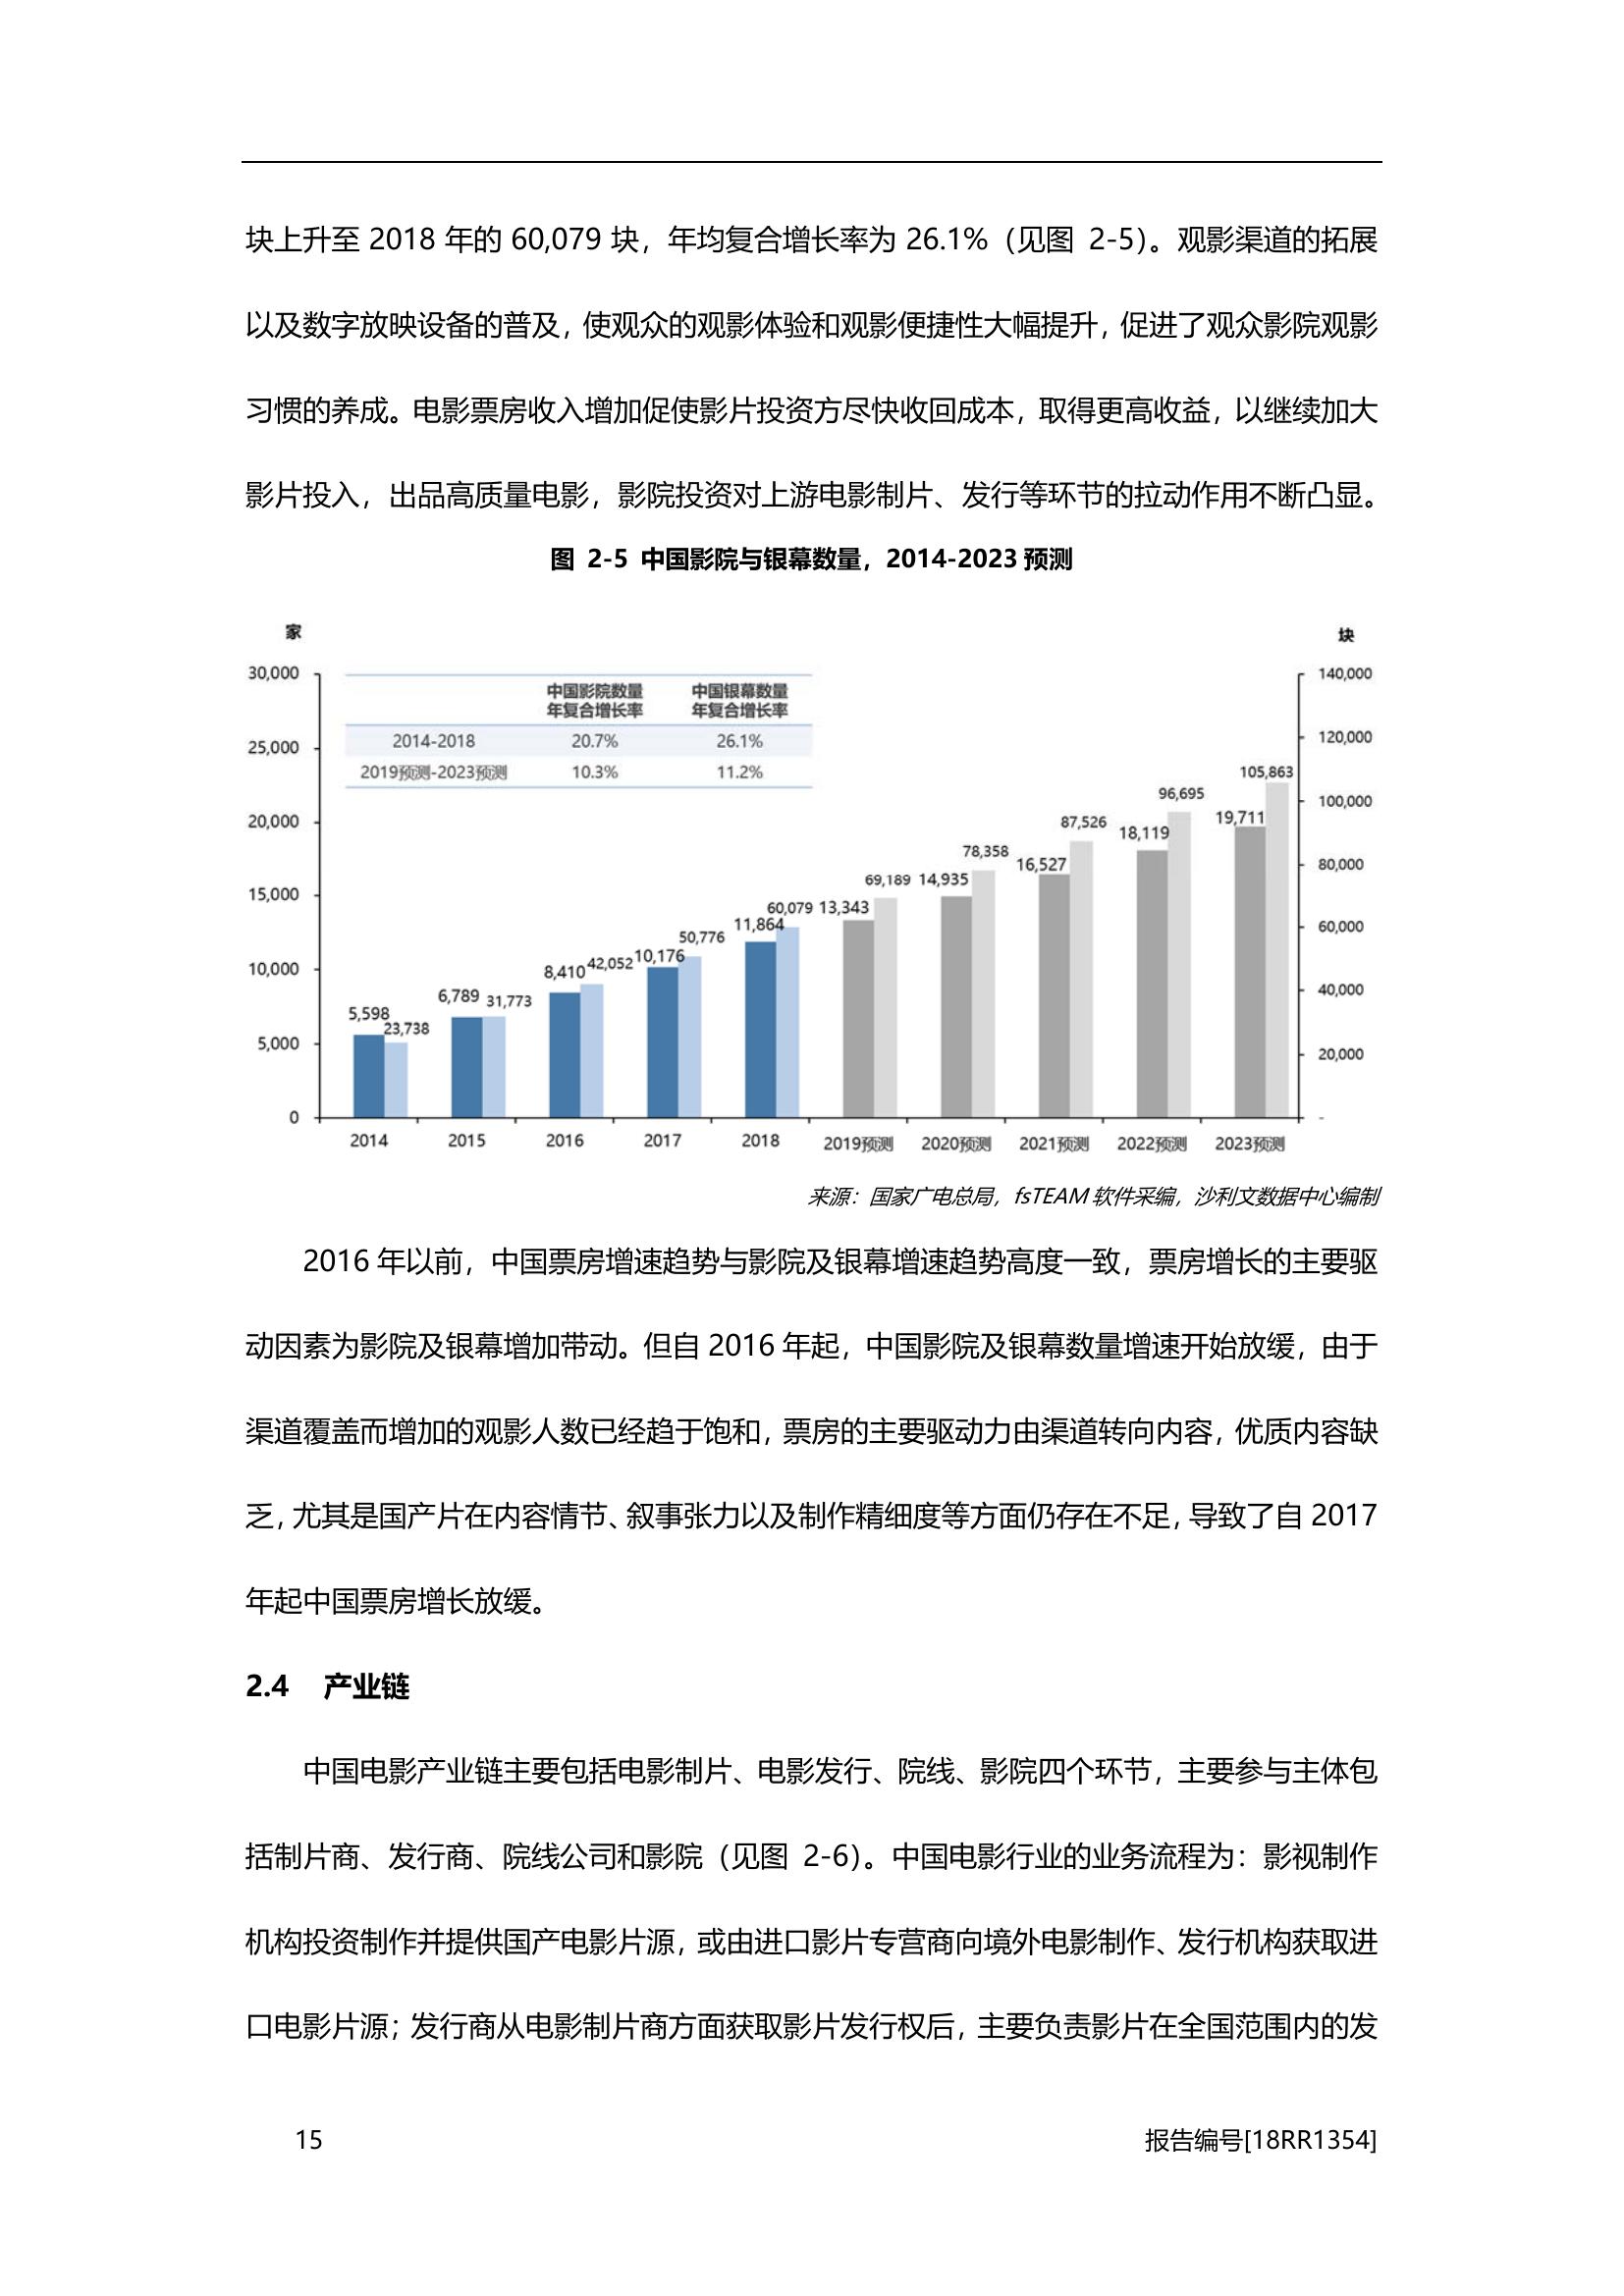 块上升至 2018 年的 60,079 块，年均复合增长率为 26.1%（见图 2-5）。观影渠道的拓展
以及数字放映设备的普及，使观众的观影体验和观影便捷性大幅提升，促进了观众影院观影
习惯的养成。电影票房收入增加促使影片投资方尽快收回成本，取得更高收益，以继续加大
影片投入，出品高质量电影，影院投资对上游电影制片、发行等环节的拉动作用不断凸显。
图 2-5 中国影院与银幕数量，2014-2023 预测
家
块
30,000
25,000
20,000
15,000
10,000
5,000
0
中国影院数量 中国银幕数量
年复合增长率 年复合增长率
2014-2018 20.7% 26.1%
2019预测-2023预测 10.3% 11.2%
5,598
23,738
6,789
31,773
8,410
42,052
10,176
50,776
11,864
60,079
13,343
69,189
14,935
78,358
16,527
87,526
18,119
96,695
19,711
105,863
140,000
120,000
100,000
80,000
60,000
40,000
20,000
-
2014 2015 2016 2017 2018 2019预测 2020预测 2021预测 2022预测 2023预测
来源：国家广电总局，fsTEAM 软件采编，沙利文数据中心编制
2016 年以前，中国票房增速趋势与影院及银幕增速趋势高度一致，票房增长的主要驱
动因素为影院及银幕增加带动。但自 2016 年起，中国影院及银幕数量增速开始放缓，由于
渠道覆盖而增加的观影人数已经趋于饱和，票房的主要驱动力由渠道转向内容，优质内容缺
乏，尤其是国产片在内容情节、叙事张力以及制作精细度等方面仍存在不足，导致了自 2017
年起中国票房增长放缓。
2.4 产业链
中国电影产业链主要包括电影制片、电影发行、院线、影院四个环节，主要参与主体包
括制片商、发行商、院线公司和影院（见图 2-6）。中国电影行业的业务流程为：影视制作
机构投资制作并提供国产电影片源，或由进口影片专营商向境外电影制作、发行机构获取进
口电影片源；发行商从电影制片商方面获取影片发行权后，主要负责影片在全国范围内的发
15
报告编号[18RR1354]